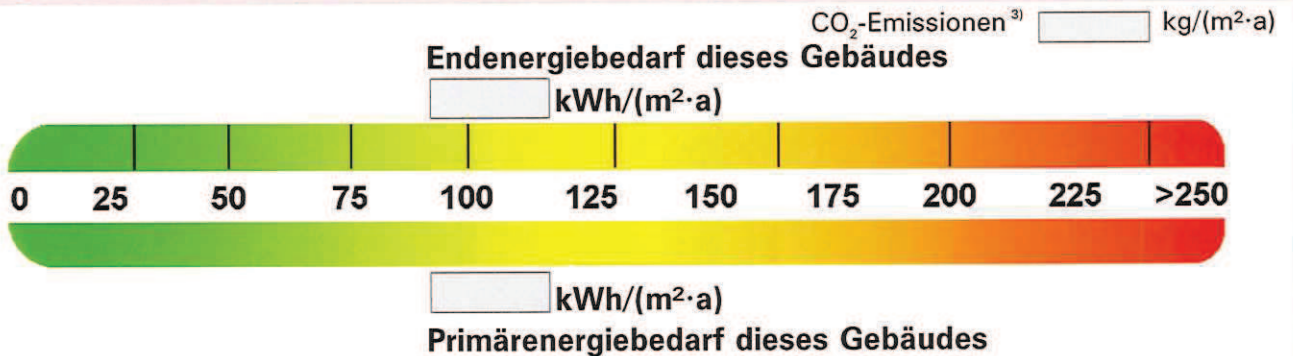 CO₂-Emissionen ³⁾ kg/(m²·a)
Endenergiebedarf dieses Gebäudes
kWh/(m²·a)
0 25 50 75 100 125 150 175 200 225 >250
kWh/(m²·a)
Primärenergiebedarf dieses Gebäudes